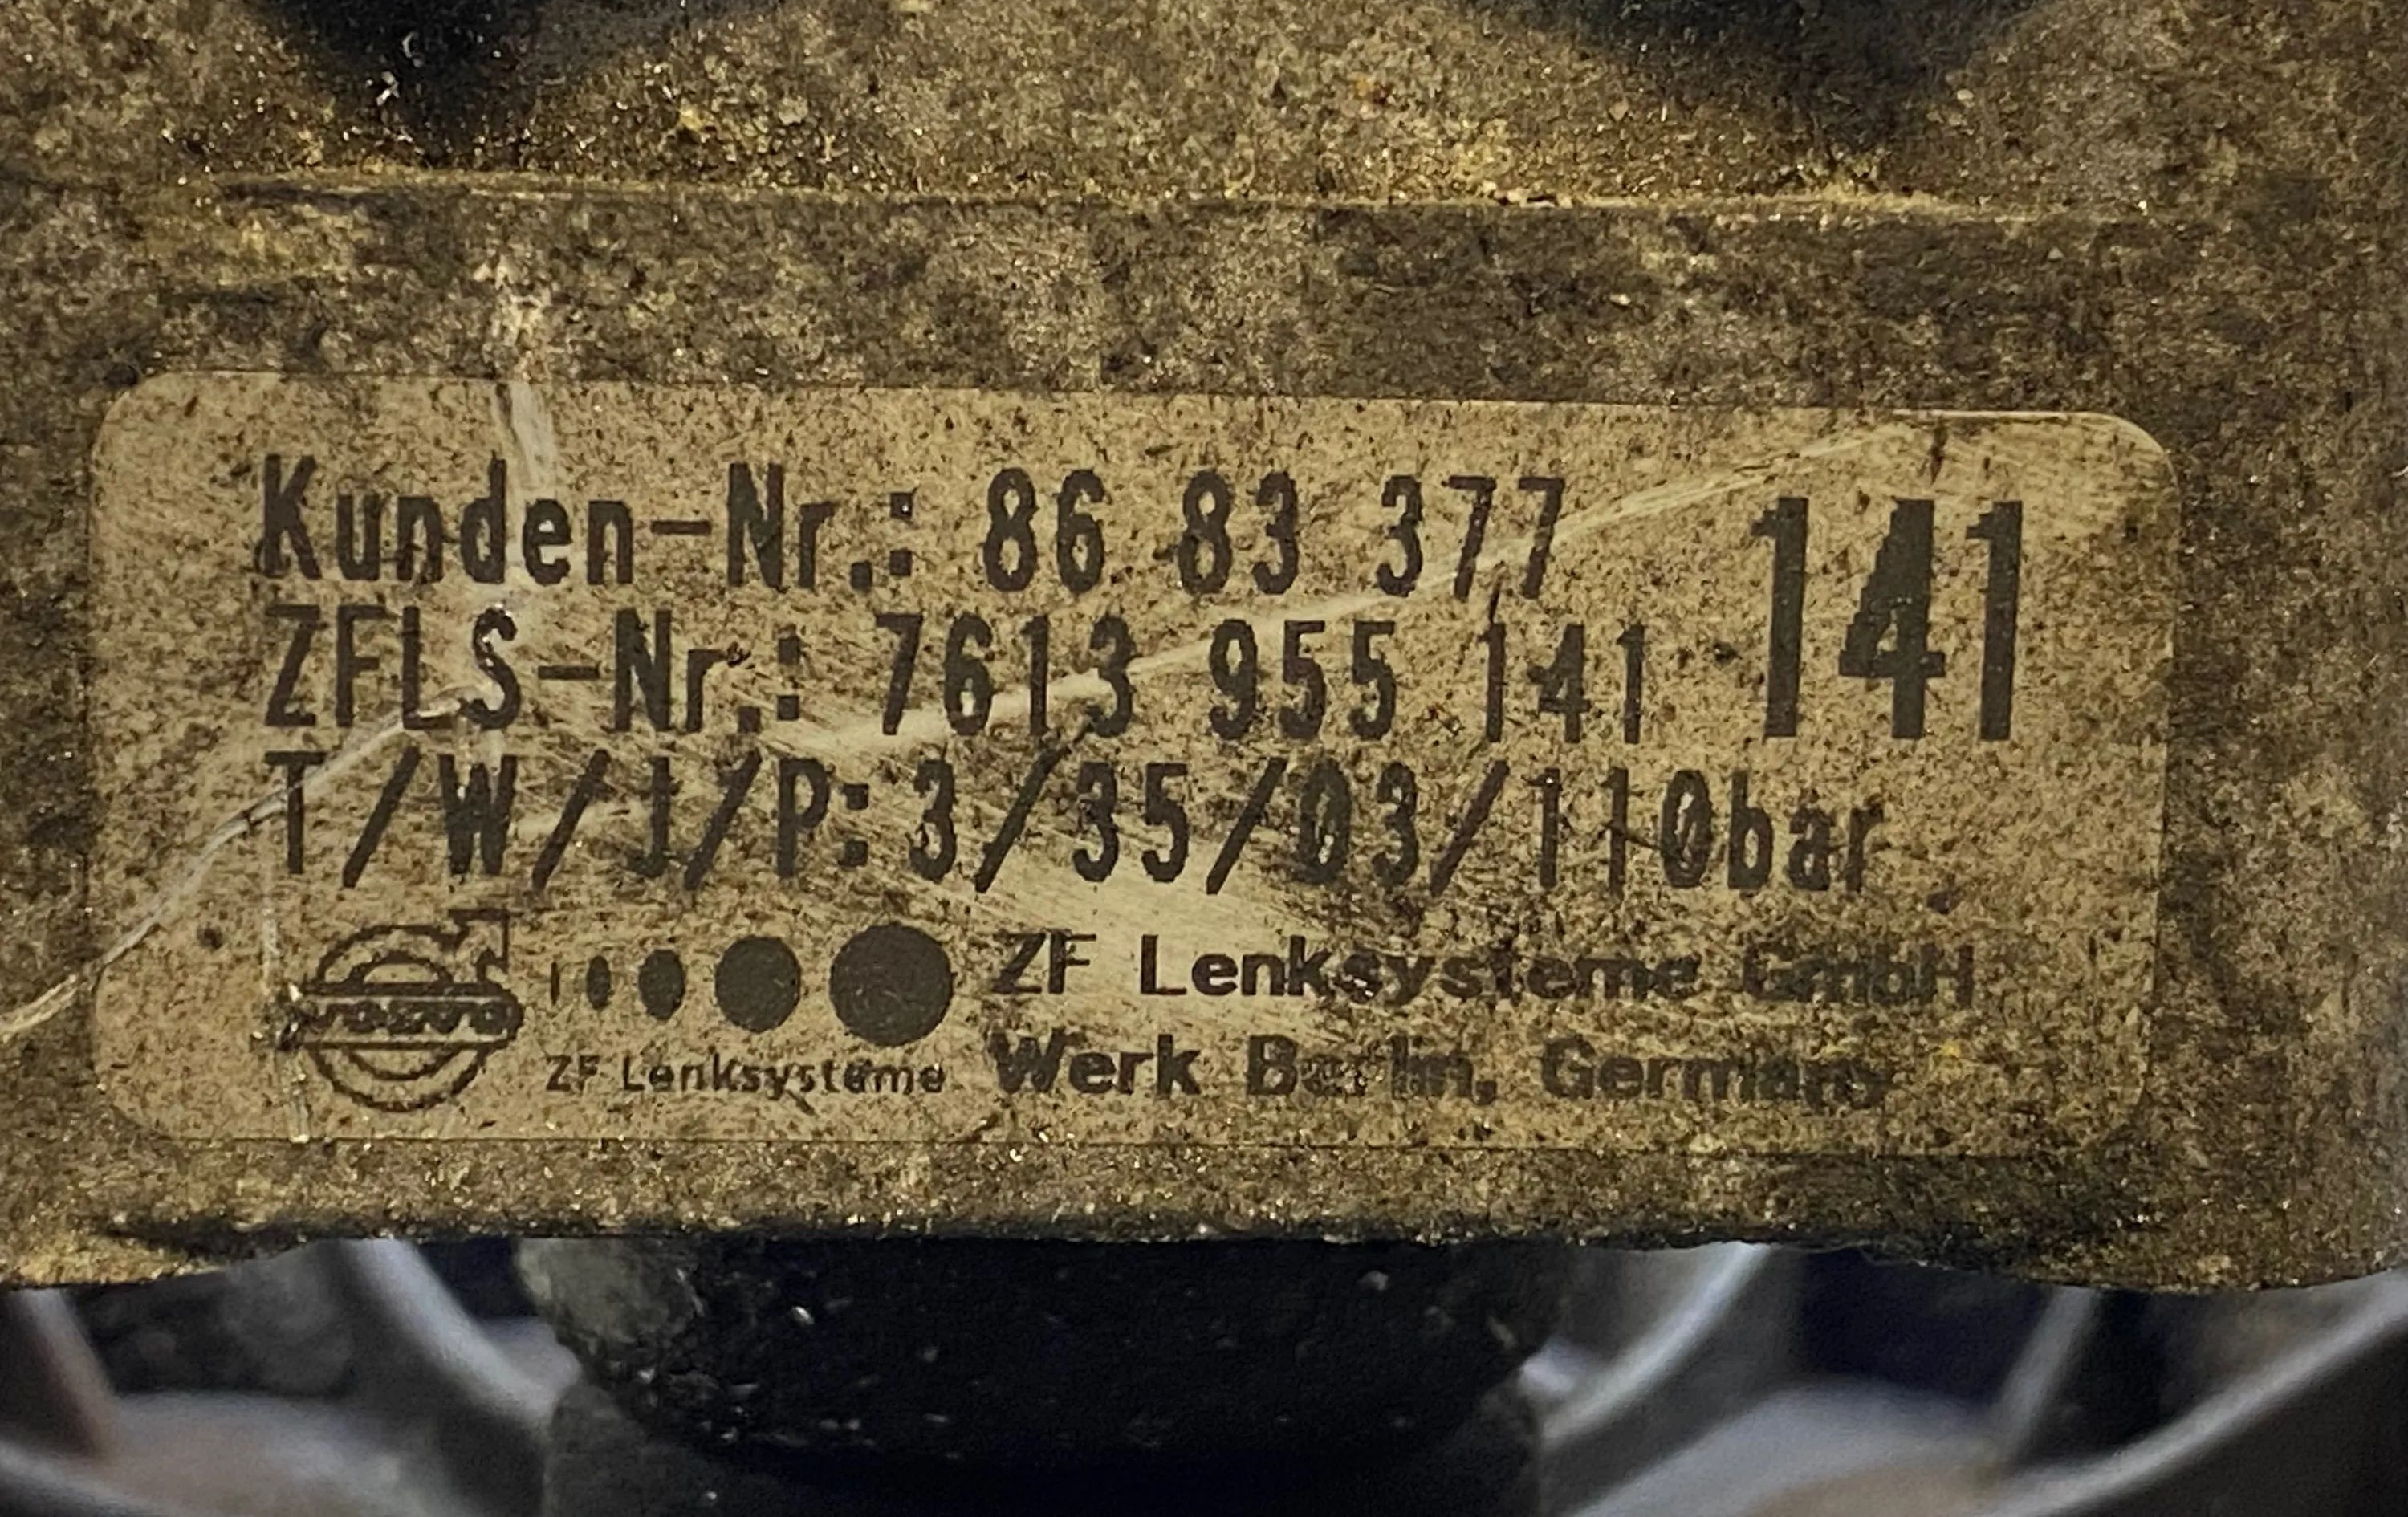 Kunden-Nr.: 86 83 377
141
ZFLS-Nr.: 7613 955 141
T/W/J/P: 3/35/03/110bar
VOLVO
ZF Lenksysteme
ZF Lenksysteme GmbH
Werk Berlin, Germany